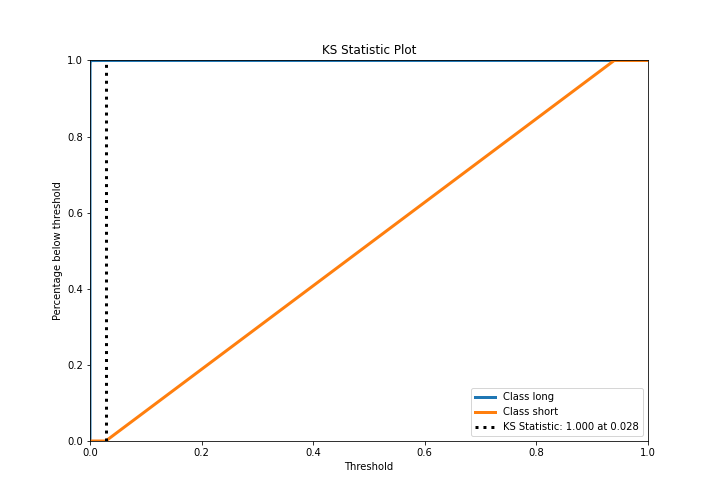 KS Statistic Plot
1.0
0.8
0.6
0.4
0.2
0.0
Percentage below threshold
0.0 0.2 0.4 0.6 0.8 1.0
Threshold
Class long
Class short
KS Statistic: 1.000 at 0.028